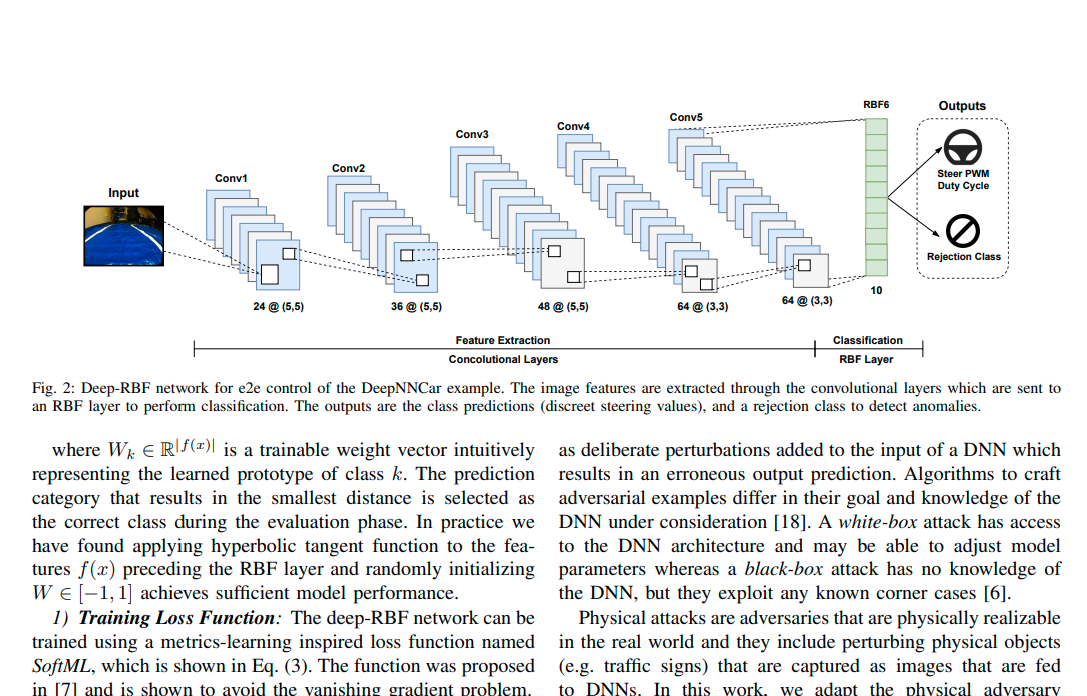 RBF6
Outputs
Conv5
Conv4
Conv3
Conv2
Conv1
Input
Steer PWM
Duty Cycle
Rejection Class
24 @ (5,5)
36 @ (5,5)
48 @ (5,5)
64 @ (3,3)
64 @ (3,3)
10
Feature Extraction
Classification
Concolutional Layers
RBF Layer
Fig. 2: Deep-RBF network for e2e control of the DeepNNCar example. The image features are extracted through the convolutional layers which are sent to
an RBF layer to perform classification. The outputs are the class predictions (discreet steering values), and a rejection class to detect anomalies.
where W_k ∈ ℝ^|f(x)| is a trainable weight vector intuitively
representing the learned prototype of class k. The prediction
category that results in the smallest distance is selected as
the correct class during the evaluation phase. In practice we
have found applying hyperbolic tangent function to the fea-
tures f(x) preceding the RBF layer and randomly initializing
W ∈ [−1, 1] achieves sufficient model performance.
1) Training Loss Function: The deep-RBF network can be
trained using a metrics-learning inspired loss function named
SoftML, which is shown in Eq. (3). The function was proposed
in [7] and is shown to avoid the vanishing gradient problem.
as deliberate perturbations added to the input of a DNN which
results in an erroneous output prediction. Algorithms to craft
adversarial examples differ in their goal and knowledge of the
DNN under consideration [18]. A white-box attack has access
to the DNN architecture and may be able to adjust model
parameters whereas a black-box attack has no knowledge of
the DNN, but they exploit any known corner cases [6].
Physical attacks are adversaries that are physically realizable
in the real world and they include perturbing physical objects
(e.g. traffic signs) that are captured as images that are fed
to DNNs. In this work, we adapt the physical adversary